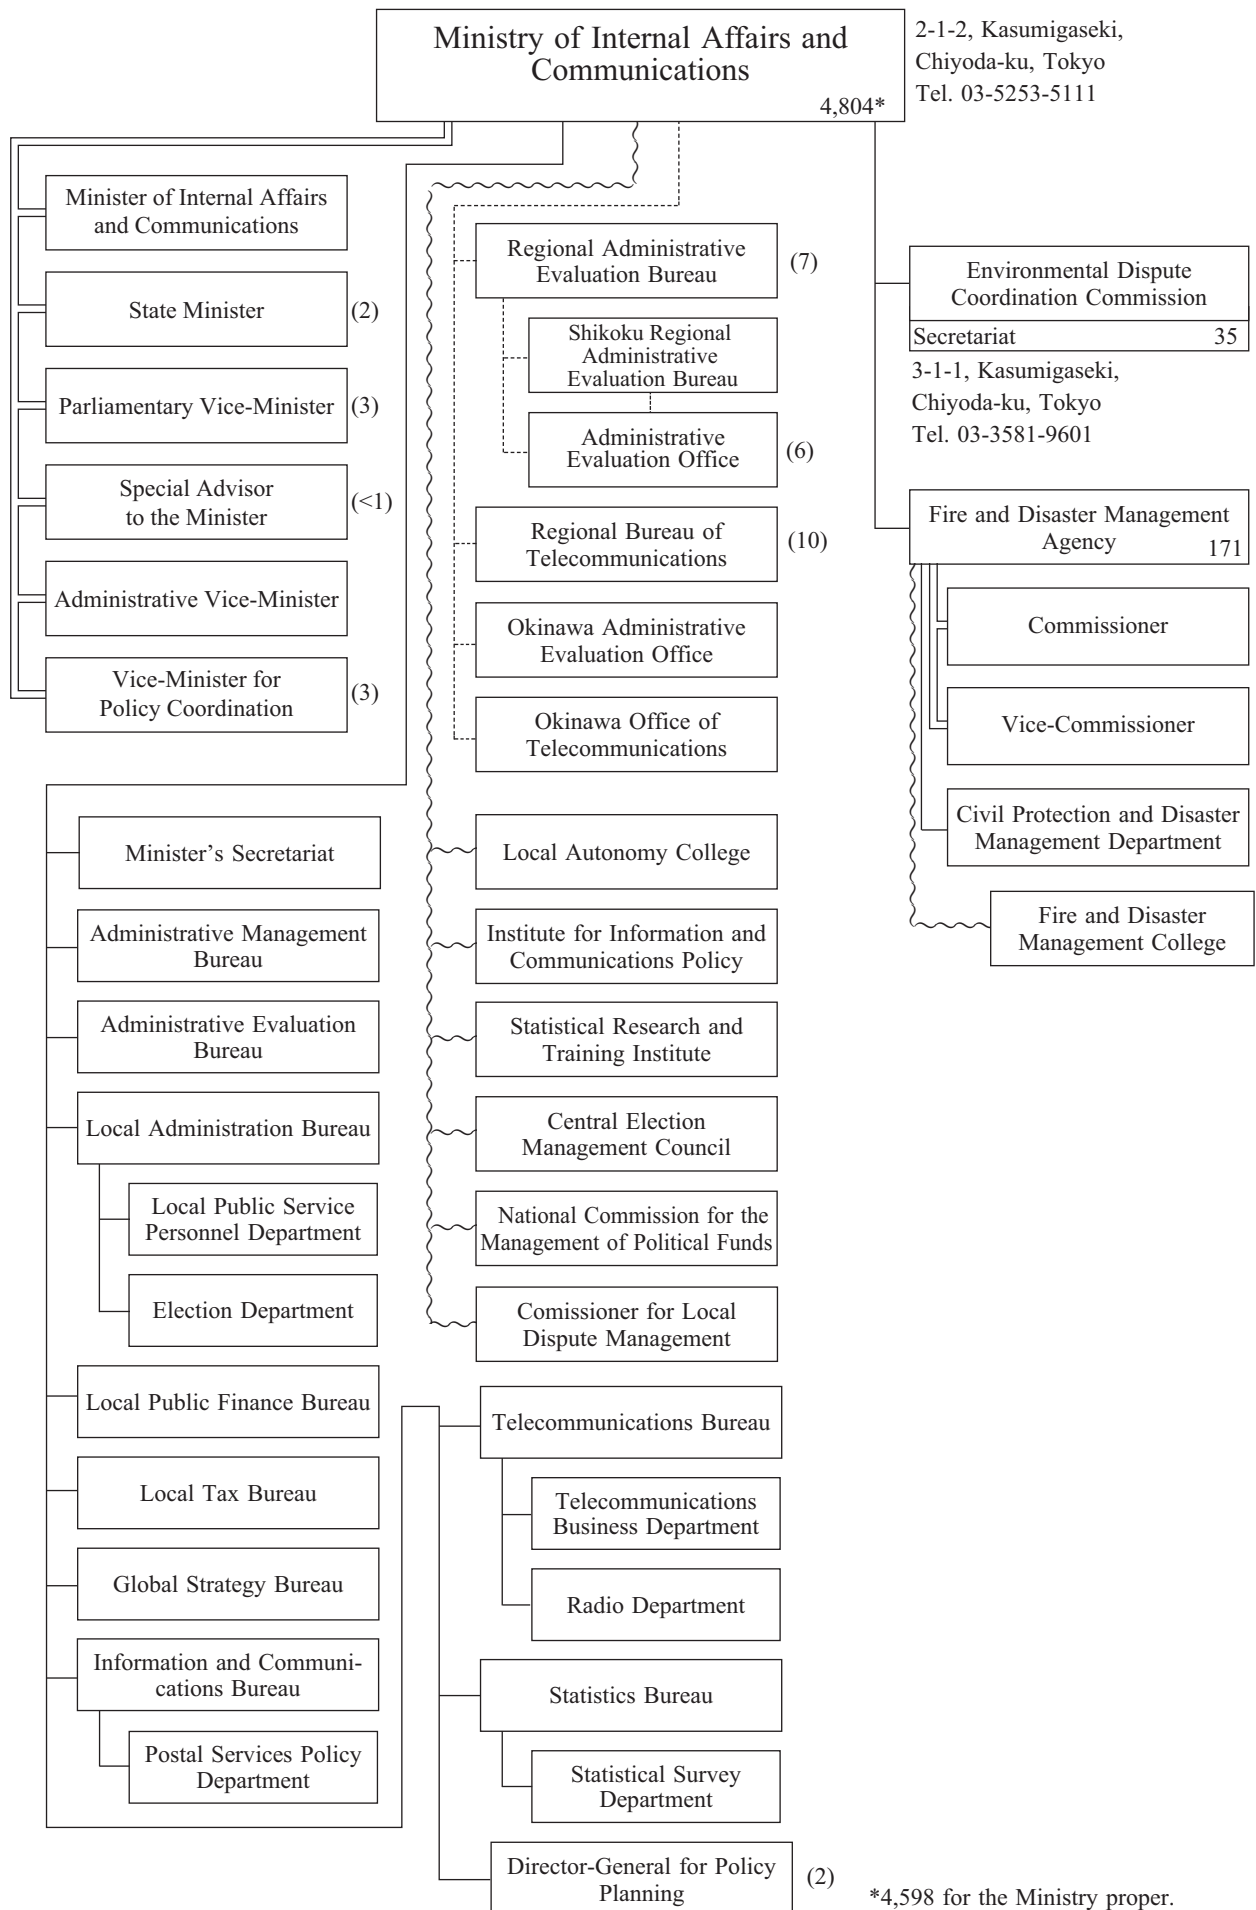 Ministry of Internal Affairs and
Communications
4,804*
2-1-2, Kasumigaseki,
Chiyoda-ku, Tokyo
Tel. 03-5253-5111
Minister of Internal Affairs
and Communications
State Minister
(2)
Parliamentary Vice-Minister
(3)
Special Advisor
to the Minister
(<1)
Administrative Vice-Minister
Vice-Minister for
Policy Coordination
(3)
Regional Administrative
Evaluation Bureau
(7)
Shikoku Regional
Administrative
Evaluation Bureau
Administrative
Evaluation Office
(6)
Regional Bureau of
Telecommunications
(10)
Okinawa Administrative
Evaluation Office
Okinawa Office of
Telecommunications
Environmental Dispute
Coordination Commission
Secretariat 35
3-1-1, Kasumigaseki,
Chiyoda-ku, Tokyo
Tel. 03-3581-9601
Fire and Disaster Management
Agency
171
Commissioner
Vice-Commissioner
Civil Protection and Disaster
Management Department
Fire and Disaster
Management College
Minister's Secretariat
Administrative Management
Bureau
Administrative Evaluation
Bureau
Local Administration Bureau
Local Public Service
Personnel Department
Election Department
Local Public Finance Bureau
Local Tax Bureau
Global Strategy Bureau
Information and Communi-
cations Bureau
Postal Services Policy
Department
Local Autonomy College
Institute for Information and
Communications Policy
Statistical Research and
Training Institute
Central Election
Management Council
National Commission for the
Management of Political Funds
Comissioner for Local
Dispute Management
Telecommunications Bureau
Telecommunications
Business Department
Radio Department
Statistics Bureau
Statistical Survey
Department
Director-General for Policy
Planning
(2)
*4,598 for the Ministry proper.